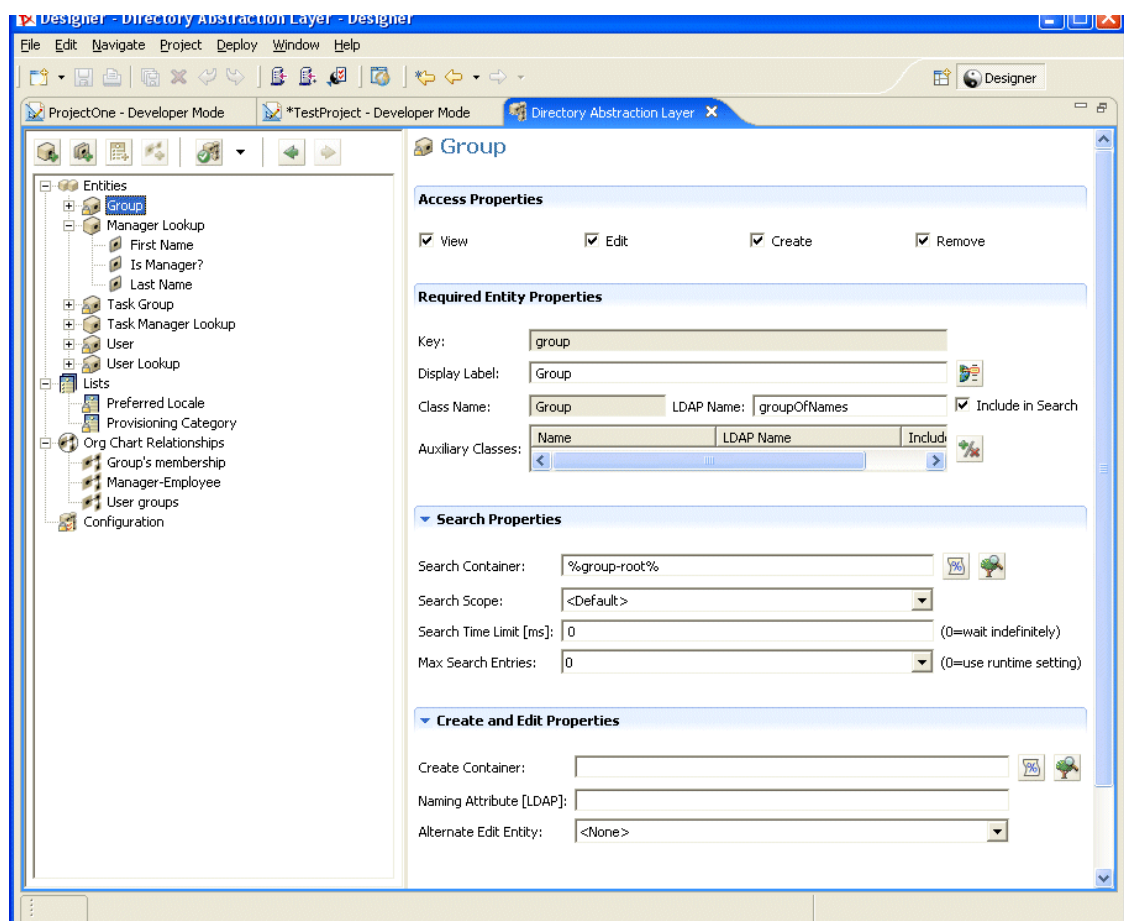 Designer - Directory Abstraction Layer - Designer
File Edit Navigate Project Deploy Window Help
Designer
ProjectOne - Developer Mode *TestProject - Developer Mode Directory Abstraction Layer
Entities
Group
Manager Lookup
First Name
Is Manager?
Last Name
Task Group
Task Manager Lookup
User
User Lookup
Lists
Preferred Locale
Provisioning Category
Org Chart Relationships
Group's membership
Manager-Employee
User groups
Configuration
Group
Access Properties
View Edit Create Remove
Required Entity Properties
Key: group
Display Label: Group
Class Name: Group LDAP Name: groupOfNames Include in Search
Auxiliary Classes: Name LDAP Name Includ
Search Properties
Search Container: %group-root%
Search Scope: <Default>
Search Time Limit [ms]: 0 (0=wait indefinitely)
Max Search Entries: 0 (0=use runtime setting)
Create and Edit Properties
Create Container:
Naming Attribute [LDAP]:
Alternate Edit Entity: <None>